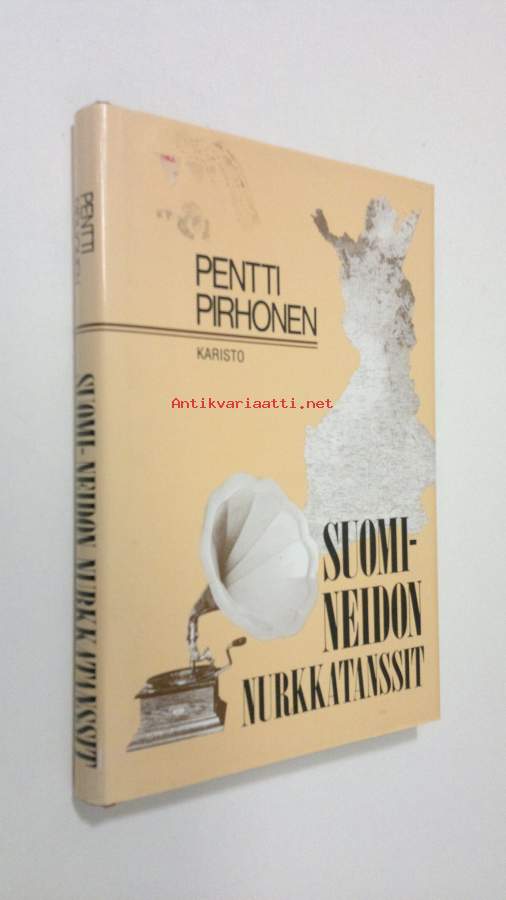 PENTTI
PIRHONEN
KARISTO
Antikvariaatti.net
SUOMI-
NEIDON
NURKKATANSSIT
PENTTI
PIRHONEN
SUOMI-NEIDON NURKKATANSSIT